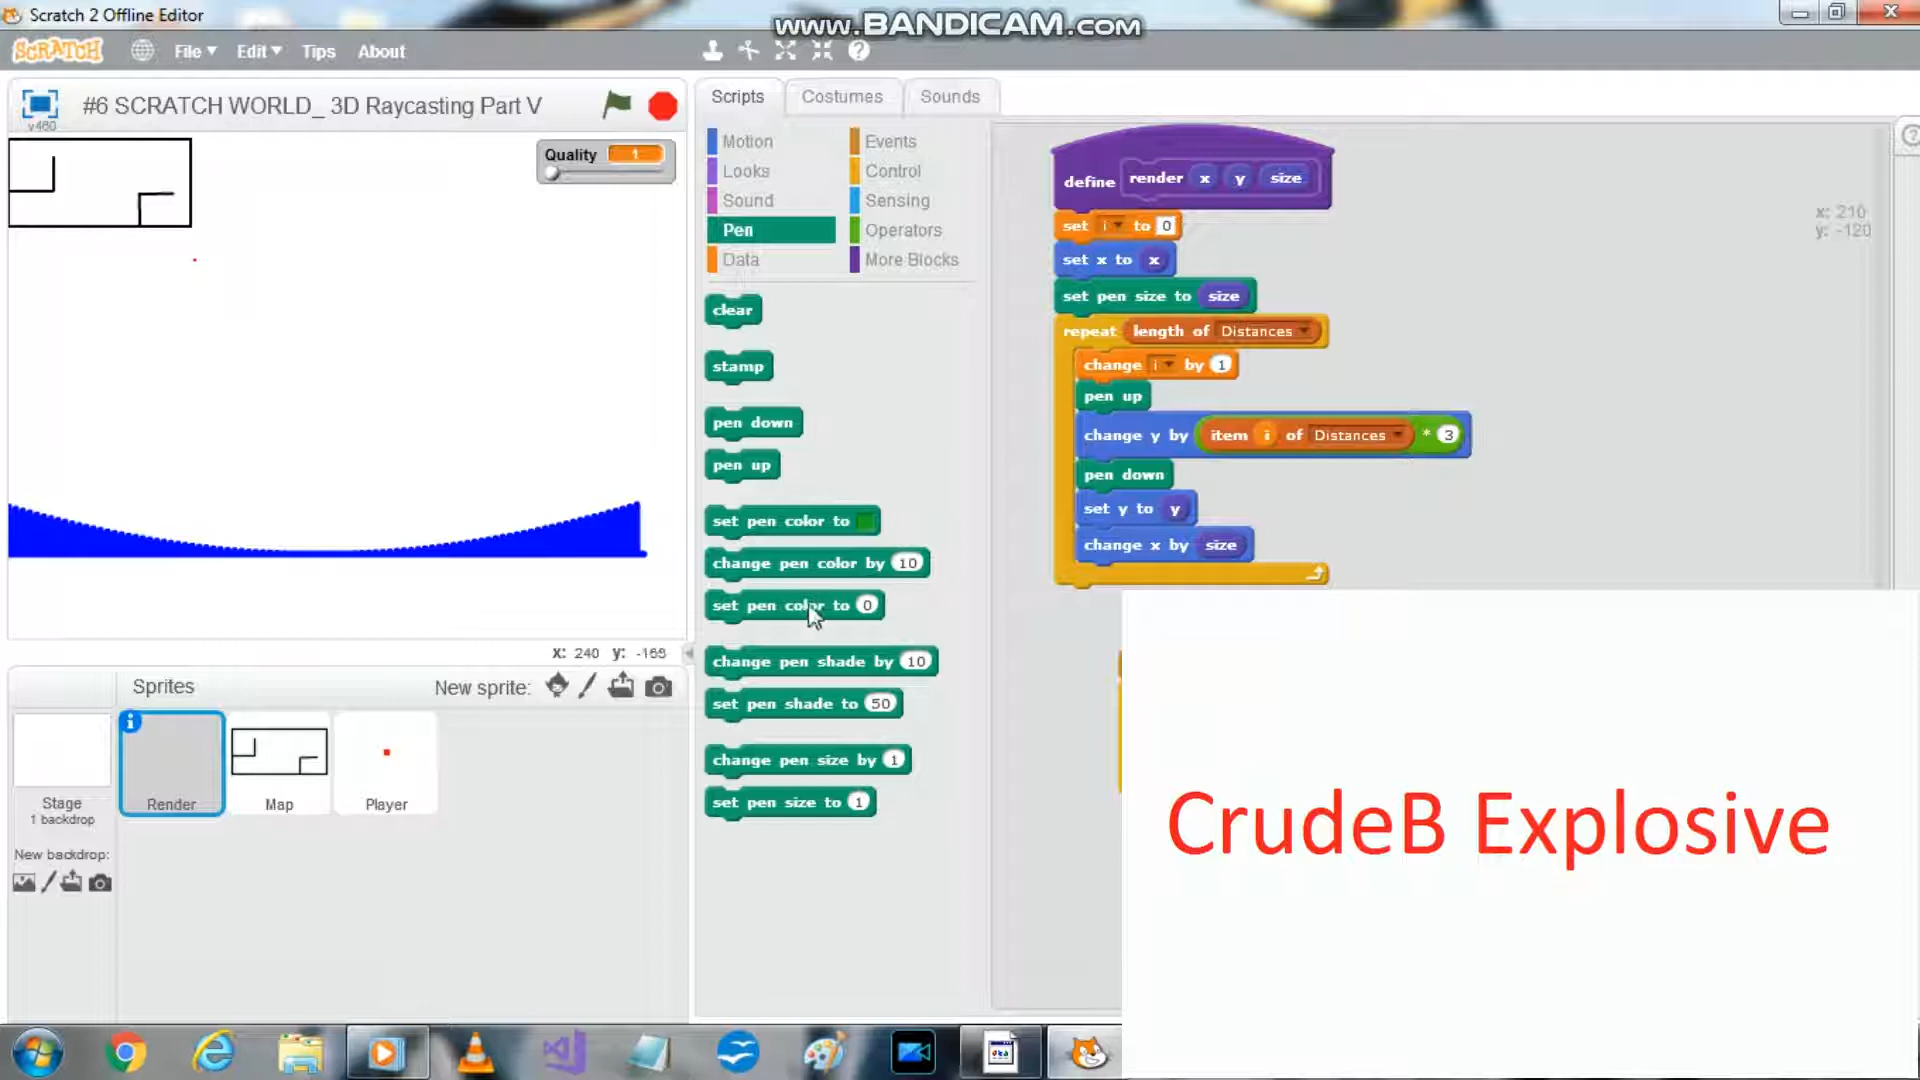 Scratch 2 Offline Editor
www.BANDICAM.com
SCRATCH
File
Edit
Tips
About
#6 SCRATCH WORLD_ 3D Raycasting Part V
v460
Quality 1
Scripts
Costumes
Sounds
Motion
Looks
Sound
Pen
Data
Events
Control
Sensing
Operators
More Blocks
clear
stamp
pen down
pen up
set pen color to
change pen color by 10
set pen color to 0
change pen shade by 10
set pen shade to 50
change pen size by 1
set pen size to 1
define render x y size
set i to 0
set x to x
set pen size to size
repeat length of Distances
change i by 1
pen up
change y by item i of Distances * 3
pen down
set y to y
change x by size
x: 210
y: -120
x: 240 y: -165
Sprites
New sprite:
Stage
1 backdrop
New backdrop:
Render
Map
Player
CrudeB Explosive